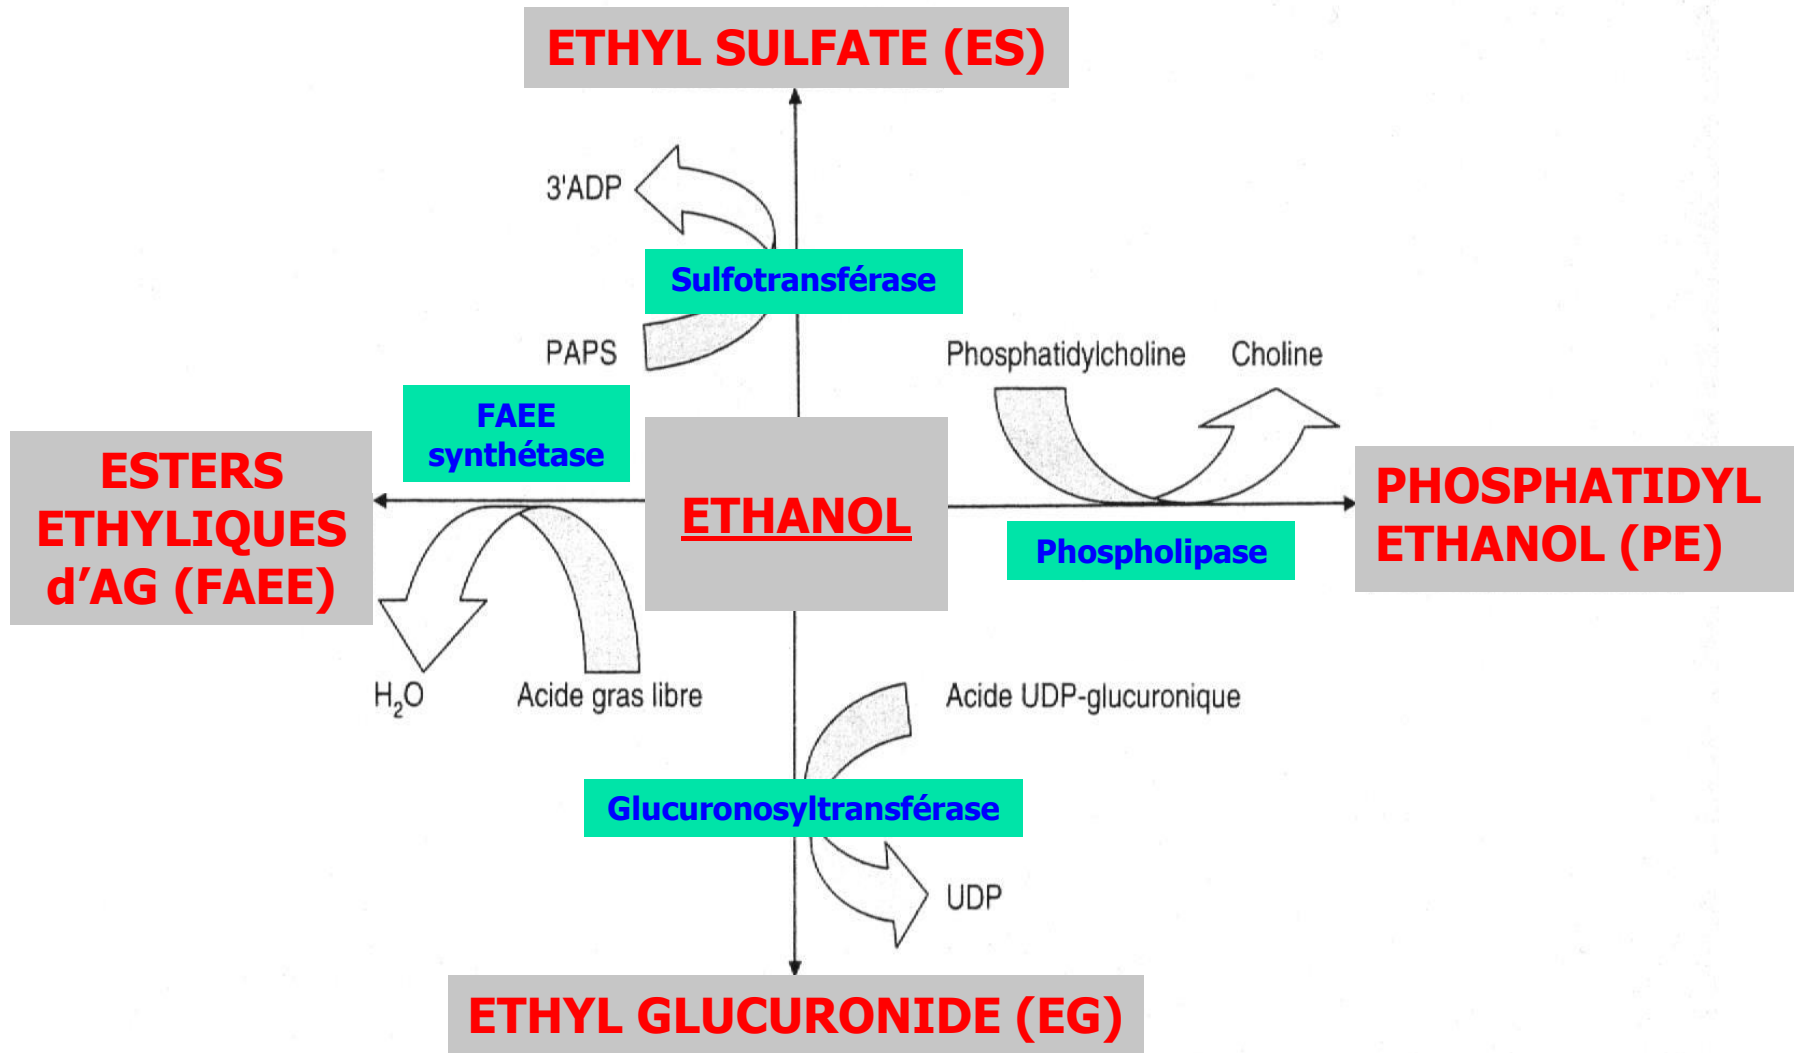 ETHYL SULFATE (ES)
3'ADP
Sulfotransférase
PAPS
Phosphatidylcholine
Choline
FAEE
synthétase
ESTERS
ETHYLIQUES
d’AG (FAEE)
ETHANOL
PHOSPHATIDYL
ETHANOL (PE)
Phospholipase
H₂O
Acide gras libre
Acide UDP-glucuronique
Glucuronosyltransférase
UDP
ETHYL GLUCURONIDE (EG)